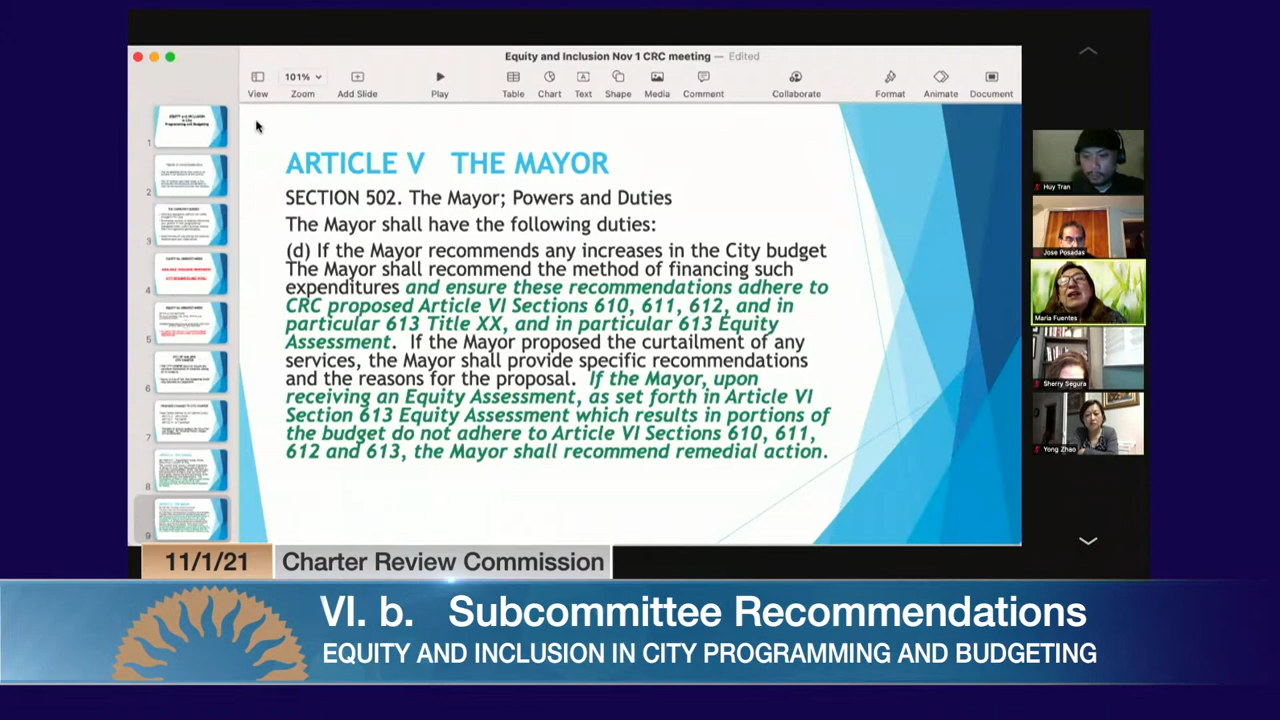 Equity and Inclusion Nov 1 CRC meeting — Edited
101%
View Zoom Add Slide Play Table Chart Text Shape Media Comment Collaborate Format Animate Document
1
2
3
4
5
6
7
8
9
ARTICLE V THE MAYOR
SECTION 502. The Mayor; Powers and Duties
The Mayor shall have the following duties:
(d) If the Mayor recommends any increases in the City budget
The Mayor shall recommend the method of financing such
expenditures and ensure these recommendations adhere to
CRC proposed Article VI Sections 610, 611, 612, and in
particular 613 Title XX, and in particular 613 Equity
Assessment. If the Mayor proposed the curtailment of any
services, the Mayor shall provide specific recommendations
and the reasons for the proposal. If the Mayor, upon
receiving an Equity Assessment, as set forth in Article VI
Section 613 Equity Assessment which results in portions of
the budget do not adhere to Article VI Sections 610, 611,
612 and 613, the Mayor shall recommend remedial action.
Huy Tran
Jose Posadas
Maria Fuentes
Sherry Segura
Yong Zhao
11/1/21 Charter Review Commission
VI. b. Subcommittee Recommendations
EQUITY AND INCLUSION IN CITY PROGRAMMING AND BUDGETING